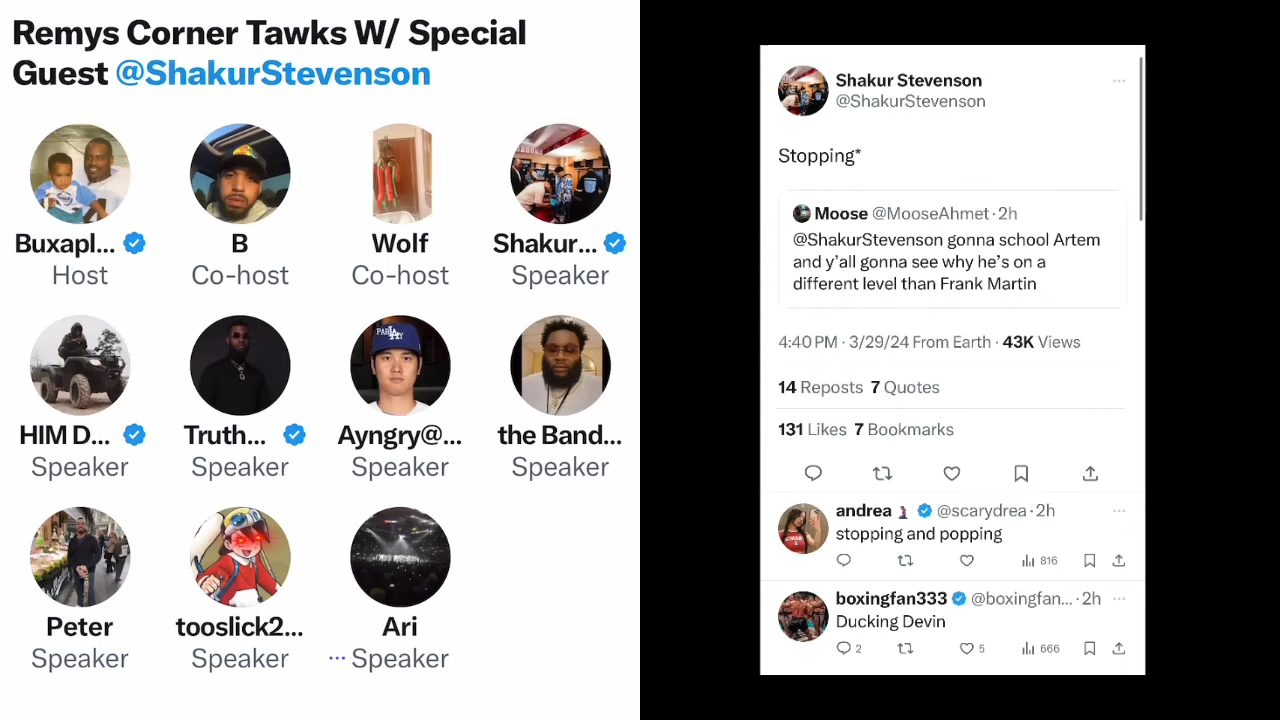 Remys Corner Tawks W/ Special
Guest @ShakurStevenson
Buxapl...
Host
B
Co-host
Wolf
Co-host
Shakur...
Speaker
HIM D...
Speaker
Truth...
Speaker
Ayngry@...
Speaker
the Band...
Speaker
Peter
Speaker
tooslick2...
Speaker
Ari
Speaker
Shakur Stevenson
@ShakurStevenson
Stopping*
Moose @MooseAhmet · 2h
@ShakurStevenson gonna school Artem
and y'all gonna see why he's on a
different level than Frank Martin
4:40 PM · 3/29/24 From Earth · 43K Views
14 Reposts 7 Quotes
131 Likes 7 Bookmarks
andrea @scarydrea · 2h
stopping and popping
816
boxingfan333 @boxingfan... · 2h
Ducking Devin
2 5 666